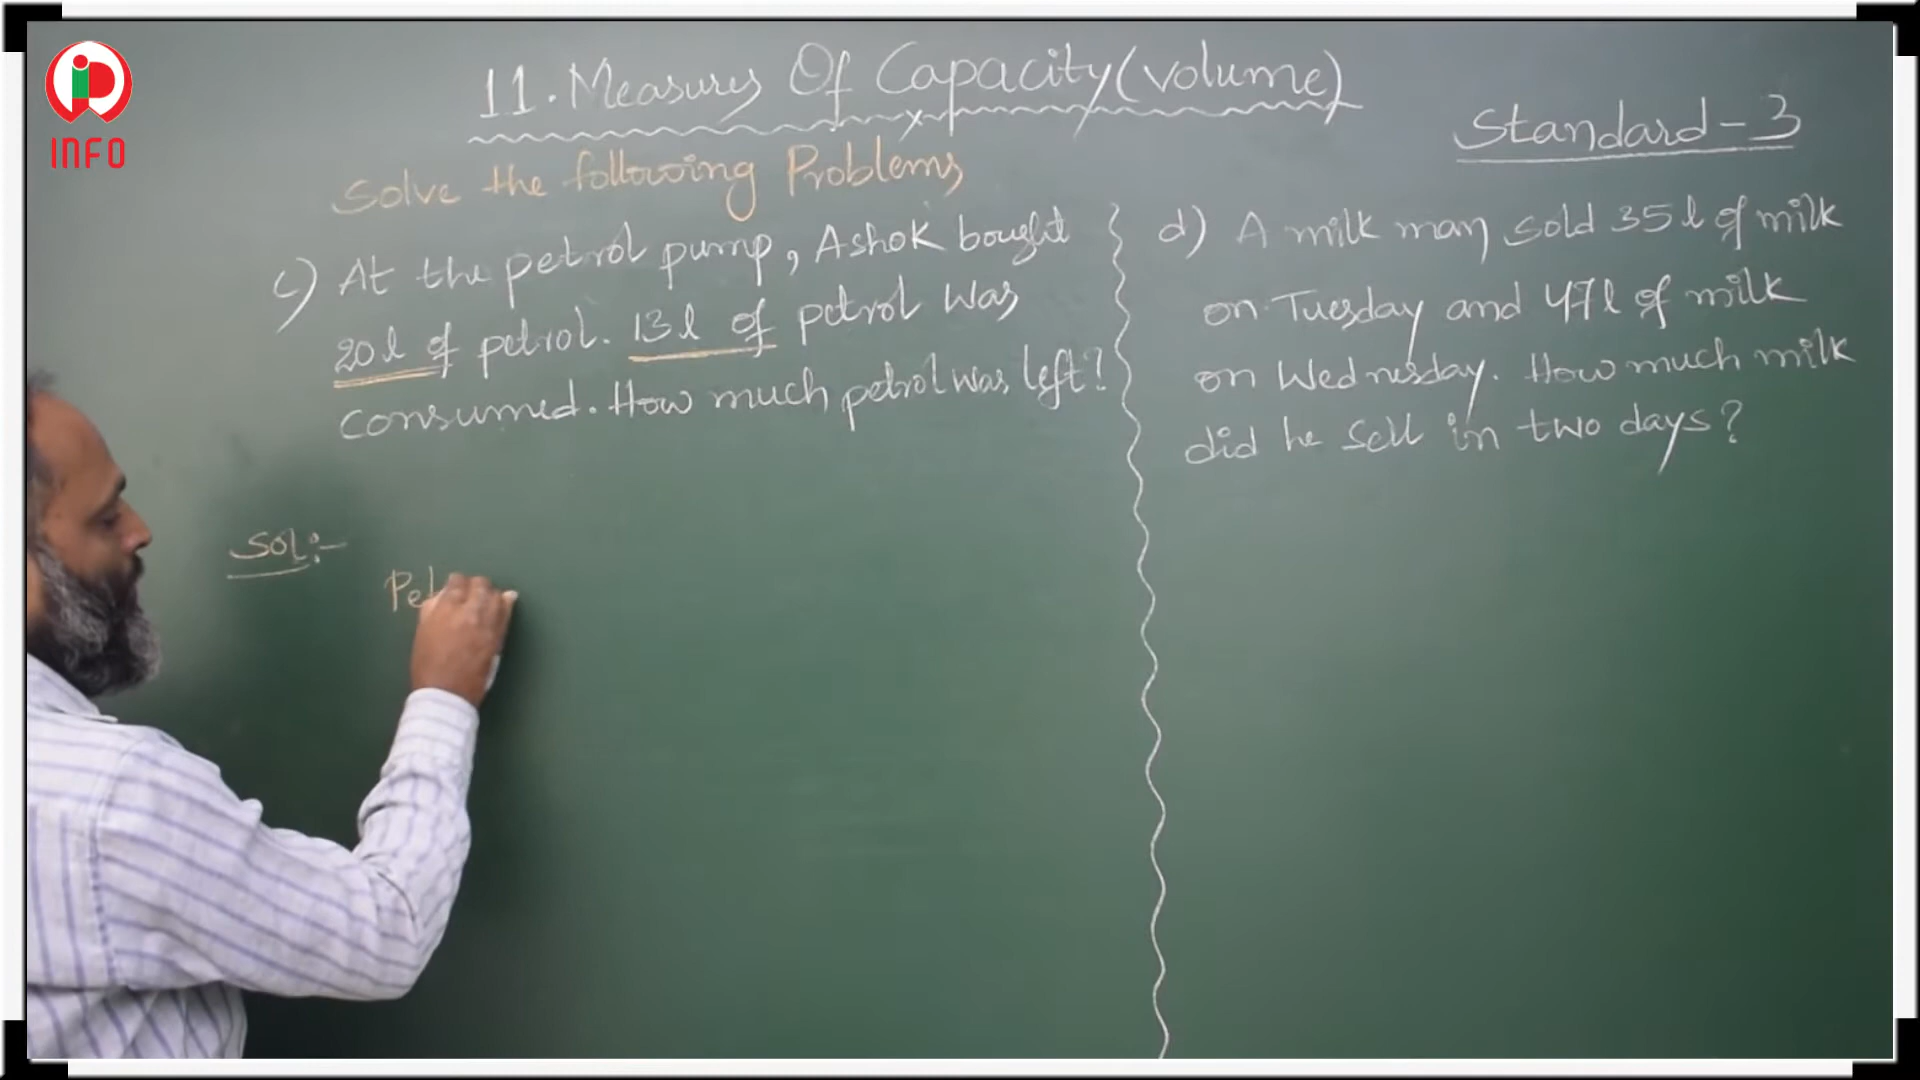 INFO
11. Measures Of Capacity (volume)
Standard - 3
Solve the following Problems
c) At the petrol pump, Ashok bought
20 l of petrol. 13 l of petrol was
consumed. How much petrol was left?
d) A milk man sold 35 l of milk
on Tuesday and 47 l of milk
on Wednesday. How much milk
did he sell in two days?
Sol:-
Pet